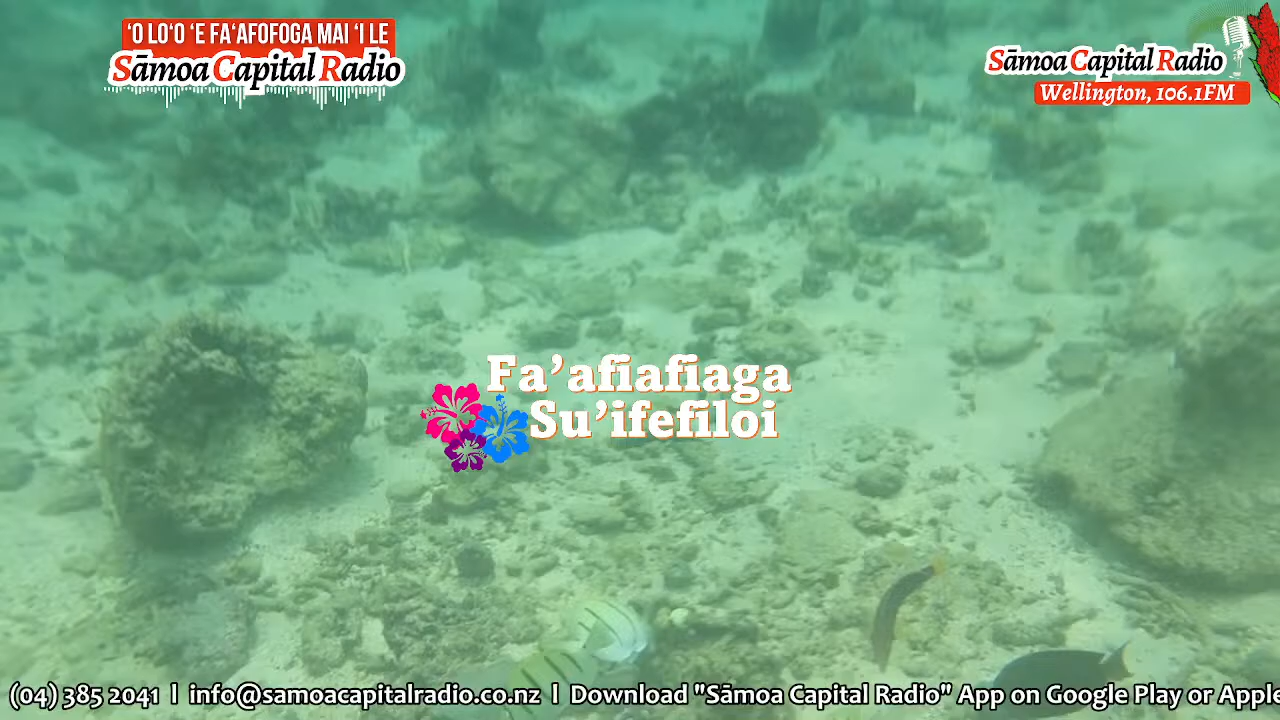 ‘O LO‘O ‘E FA‘AFOFOGA MAI ‘I LE
Sāmoa Capital Radio
Sāmoa Capital Radio
Wellington, 106.1FM
Fa’afiafiaga
Su’ifefiloi
(04) 385 2041 | info@samoacapitalradio.co.nz | Download "Sāmoa Capital Radio" App on Google Play or Apple